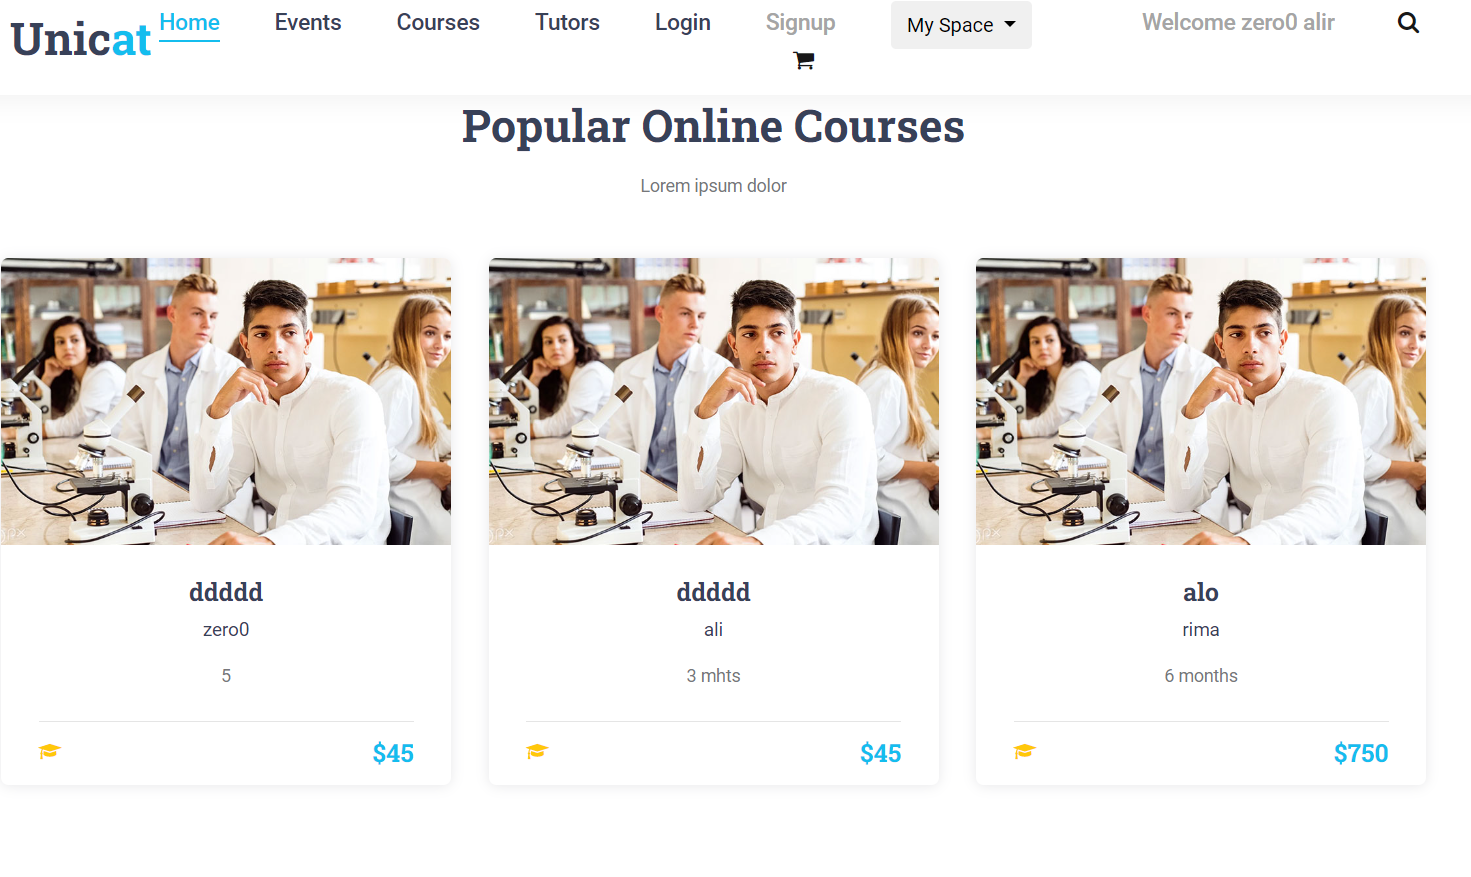 Unicat Home Events Courses Tutors Login Signup My Space Welcome zero0 alir
Popular Online Courses
Lorem ipsum dolor
ddddd
zero0
5
$45
ddddd
ali
3 mhts
$45
alo
rima
6 months
$750